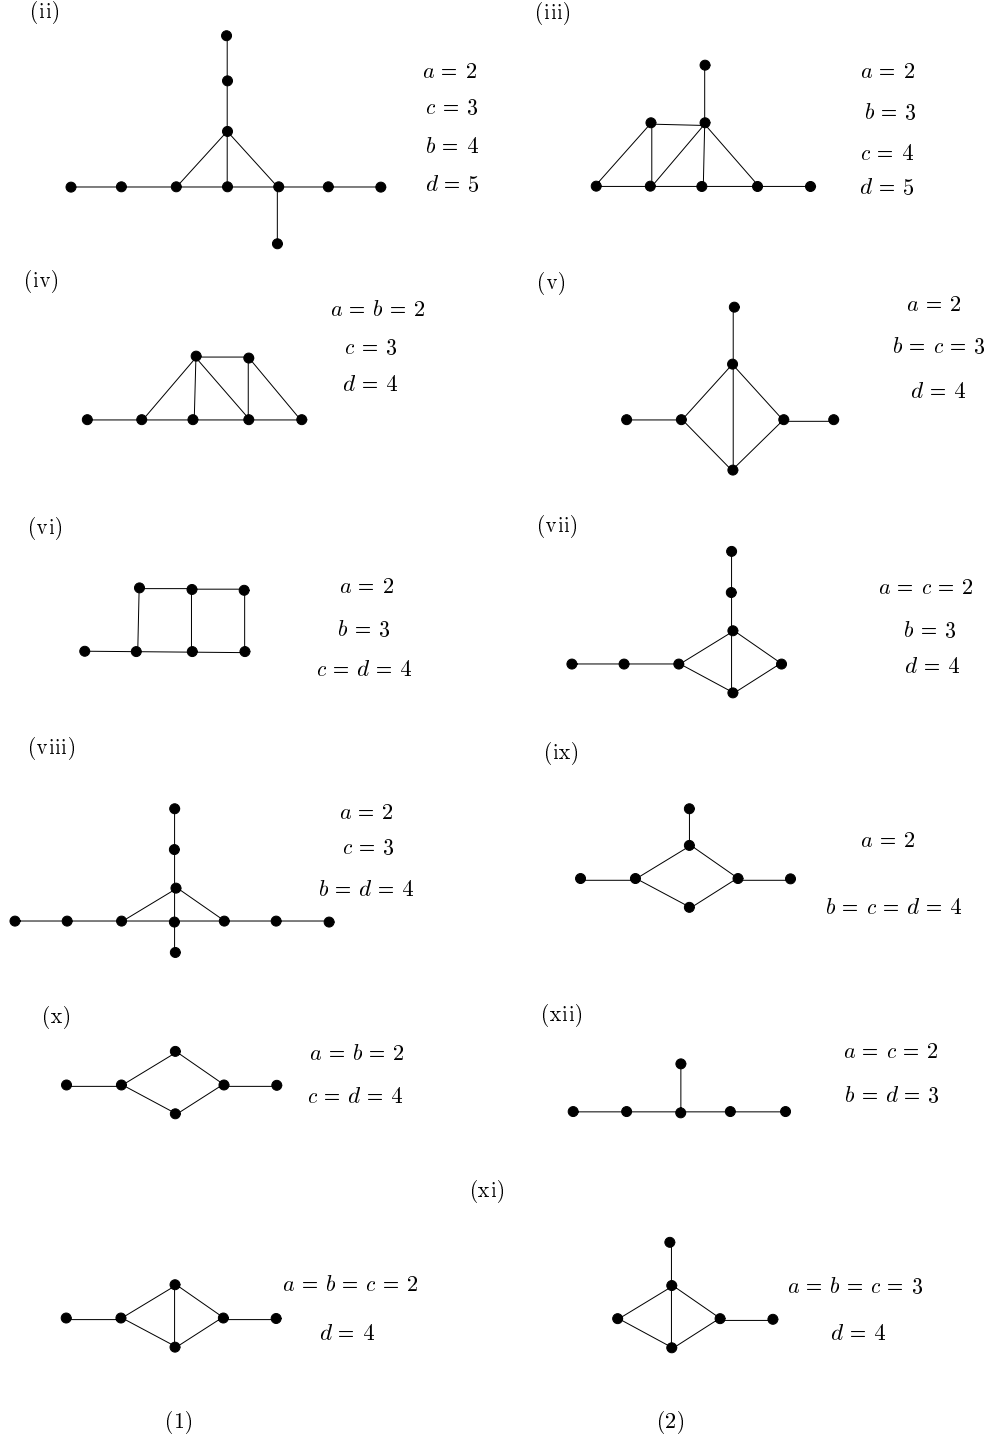 (ii)
a = 2
c = 3
b = 4
d = 5
(iii)
a = 2
b = 3
c = 4
d = 5
(iv)
a = b = 2
c = 3
d = 4
(v)
a = 2
b = c = 3
d = 4
(vi)
a = 2
b = 3
c = d = 4
(vii)
a = c = 2
b = 3
d = 4
(viii)
a = 2
c = 3
b = d = 4
(ix)
a = 2
b = c = d = 4
(x)
a = b = 2
c = d = 4
(xii)
a = c = 2
b = d = 3
(xi)
a = b = c = 2
d = 4
a = b = c = 3
d = 4
(1)
(2)